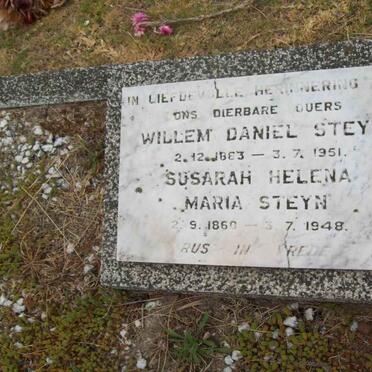 IN LIEFDEVOLLE HERINNERING
ONS DIERBARE OUERS
WILLEM DANIEL STEY
2.12.1863 — 3.7.1951.
SUSARAH HELENA
MARIA STEYN
2.9.1860 — 3.7.1948.
RUS IN VREDE